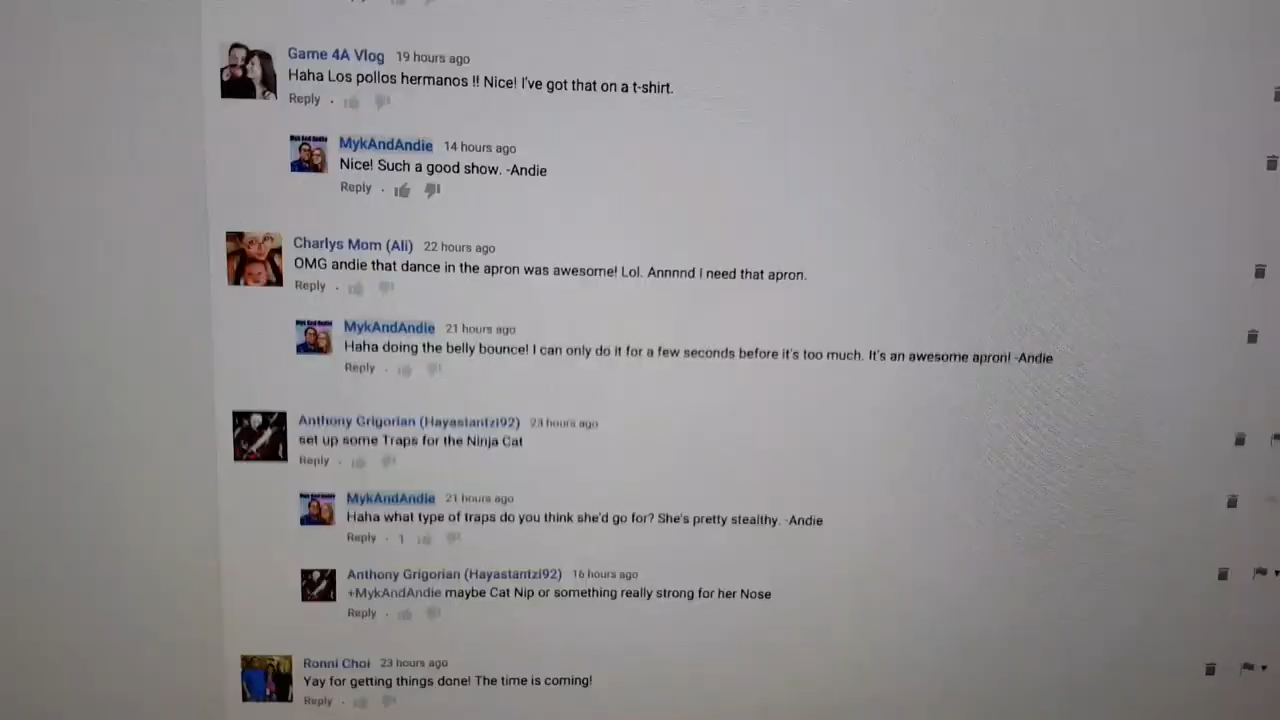 Game 4A Vlog 19 hours ago
Haha Los pollos hermanos !! Nice! I've got that on a t-shirt.
Reply
MykAndAndie 14 hours ago
Nice! Such a good show. -Andie
Reply
Charlys Mom (Ali) 22 hours ago
OMG andie that dance in the apron was awesome! Lol. Annnnd I need that apron.
Reply
MykAndAndie 21 hours ago
Haha doing the belly bounce! I can only do it for a few seconds before it's too much. It's an awesome apron! -Andie
Reply
Anthony Grigorian (Hayastantzi92) 23 hours ago
set up some Traps for the Ninja Cat
Reply
MykAndAndie 21 hours ago
Haha what type of traps do you think she'd go for? She's pretty stealthy. -Andie
Reply · 1
Anthony Grigorian (Hayastantzi92) 16 hours ago
+MykAndAndie maybe Cat Nip or something really strong for her Nose
Reply
Ronni Choi 23 hours ago
Yay for getting things done! The time is coming!
Reply